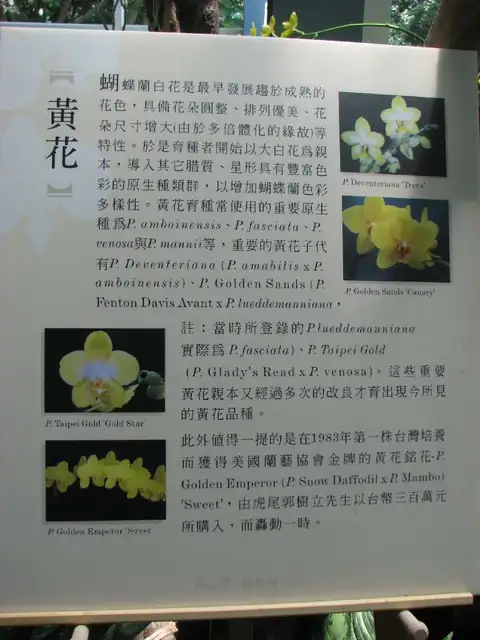 【黃花】
蝴蝶蘭白花是最早發展趨於成熟的
花色，具備花朵圓整、排列優美、花
朵尺寸增大(由於多倍體化的緣故)等
特性。於是育種者開始以大白花爲親
本，導入其它腊質、星形具有豐富色
彩的原生種類群，以增加蝴蝶蘭色彩
多樣性。黃花育種當使用的重要原生
種爲P. amboinensis、P. fasciata、P.
venosa與P. mannii等，重要的黃花子代
有P. Deventeriana (P. amabilis x P.
amboinensis)、P. Golden Sands (P.
Fenton Davis Avant x P. lueddemanniana，
P. Deventeriana 'Treva'
P. Golden Sands 'Canary'
註：當時所登錄的P. lueddemanniana
實際爲 P. fasciata)、P. Taipei Gold
(P. Glady's Read x P. venosa)。這些重要
黃花親本又經過多次的改良才育出現今所見
的黃花品種。
P. Taipei Gold 'Gold Star'
此外值得一提的是在1983年第一株台灣培養
而獲得美國蘭藝協會金牌的黃花銘花-P.
Golden Emperor (P. Snow Daffodil x P. Mambo)
'Sweet'，由虎尾郭樹立先生以台幣三百萬元
所購入，而轟動一時。
P. Golden Emperor 'Sweet'